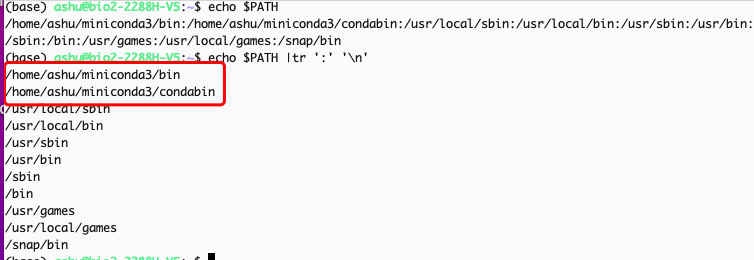 (base) ashu@bio2-2288H-V5:~$ echo $PATH
/home/ashu/miniconda3/bin:/home/ashu/miniconda3/condabin:/usr/local/sbin:/usr/local/bin:/usr/sbin:/usr/bin:
/sbin:/bin:/usr/games:/usr/local/games:/snap/bin
(base) ashu@bio2-2288H-V5:~$ echo $PATH |tr ':' '\n'
/home/ashu/miniconda3/bin
/home/ashu/miniconda3/condabin
/usr/local/sbin
/usr/local/bin
/usr/sbin
/usr/bin
/sbin
/bin
/usr/games
/usr/local/games
/snap/bin
(base) ashu@bio2-2288H-V5:~$